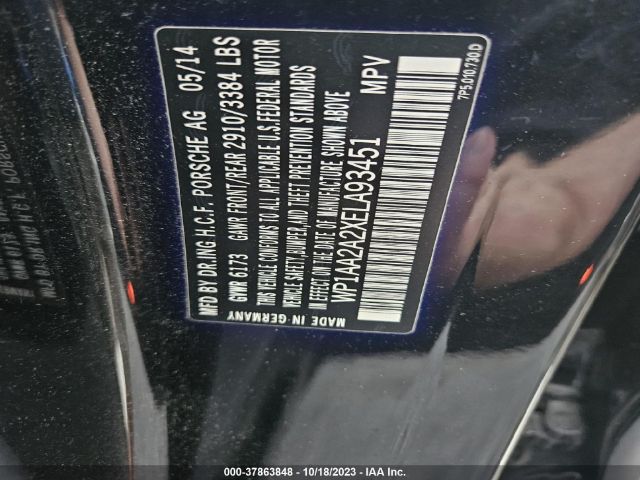 MFD BY DR.ING H.C.F. PORSCHE AG 05/14
GVWR 6173 GAWR FRONT/REAR 2910/3384 LBS
THIS VEHICLE CONFORMS TO ALL APPLICABLE U.S.FEDERAL MOTOR
VEHICLE SAFETY,BUMPER,AND THEFT PREVENTION STANDARDS
IN EFFECT ON THE DATE OF MANUFACTURE SHOWN ABOVE
WP1AA2A2XELA93451 MPV
MADE IN GERMANY
7P5.010.730.D
000-37863848 - 10/18/2023 - IAA Inc.